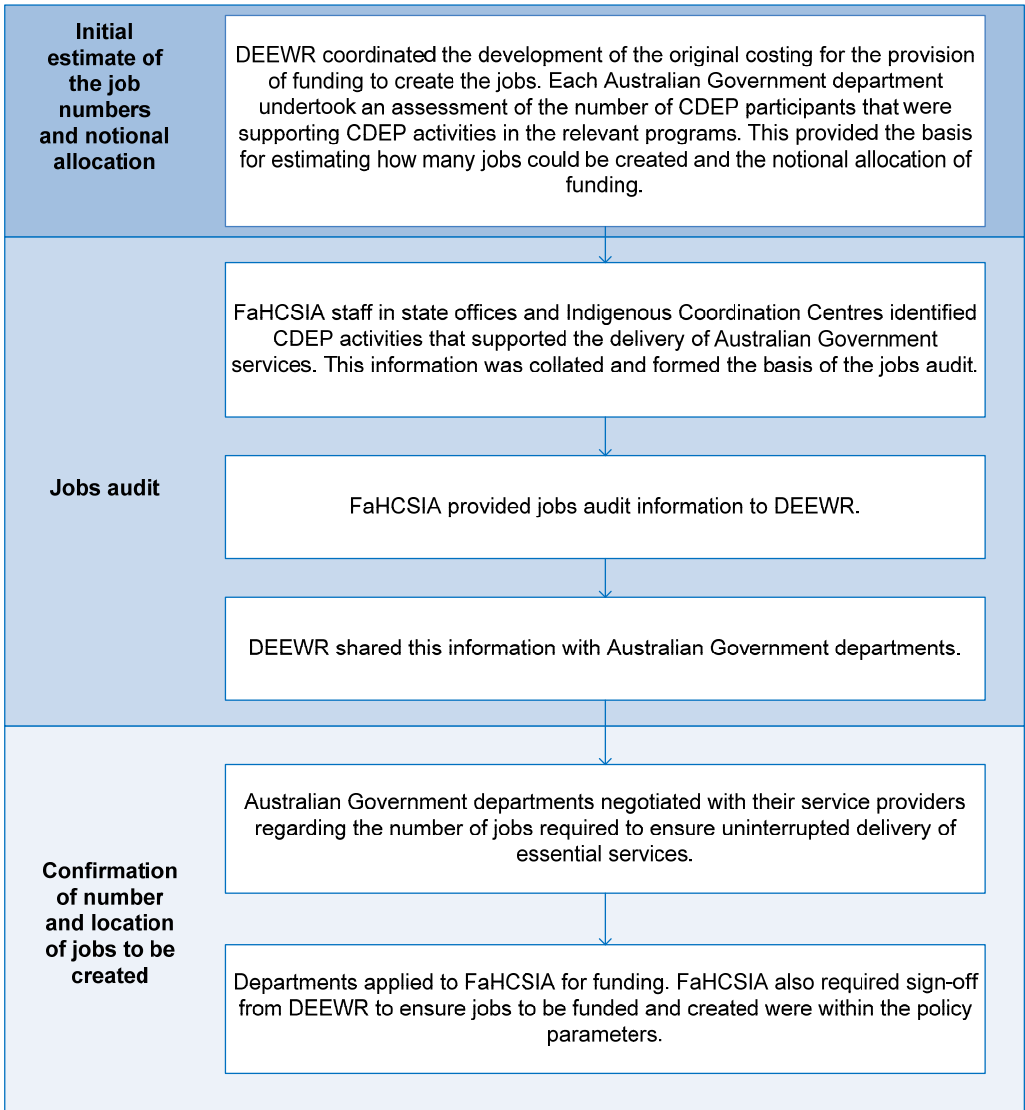 Initial
estimate of
the job
numbers
and notional
allocation
DEEWR coordinated the development of the original costing for the provision
of funding to create the jobs. Each Australian Government department
undertook an assessment of the number of CDEP participants that were
supporting CDEP activities in the relevant programs. This provided the basis
for estimating how many jobs could be created and the notional allocation of
funding.
Jobs audit
FaHCSIA staff in state offices and Indigenous Coordination Centres identified
CDEP activities that supported the delivery of Australian Government
services. This information was collated and formed the basis of the jobs audit.
FaHCSIA provided jobs audit information to DEEWR.
DEEWR shared this information with Australian Government departments.
Confirmation
of number
and location
of jobs to be
created
Australian Government departments negotiated with their service providers
regarding the number of jobs required to ensure uninterrupted delivery of
essential services.
Departments applied to FaHCSIA for funding. FaHCSIA also required sign-off
from DEEWR to ensure jobs to be funded and created were within the policy
parameters.